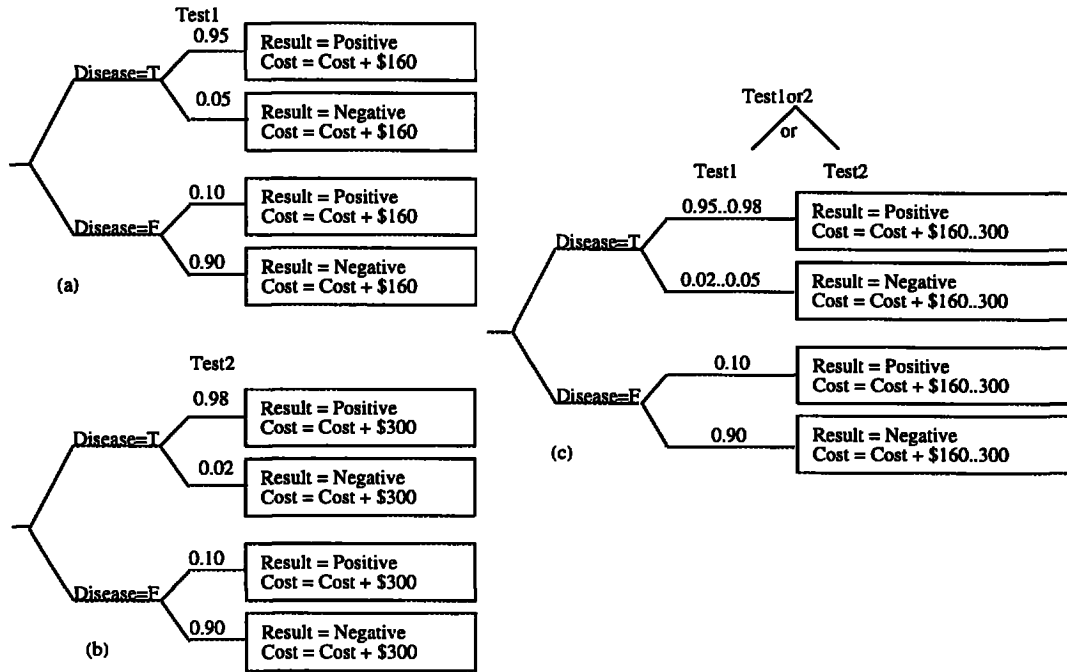 Test1
0.95
Result = Positive
Cost = Cost + $160
Disease=T
0.05
Result = Negative
Cost = Cost + $160
0.10
Result = Positive
Cost = Cost + $160
Disease=F
0.90
Result = Negative
Cost = Cost + $160
(a)
Test2
0.98
Result = Positive
Cost = Cost + $300
Disease=T
0.02
Result = Negative
Cost = Cost + $300
0.10
Result = Positive
Cost = Cost + $300
Disease=F
0.90
Result = Negative
Cost = Cost + $300
(b)
Test1or2
or
Test1 Test2
0.95..0.98
Result = Positive
Cost = Cost + $160..300
Disease=T
0.02..0.05
Result = Negative
Cost = Cost + $160..300
0.10
Result = Positive
Cost = Cost + $160..300
Disease=F
0.90
Result = Negative
Cost = Cost + $160..300
(c)